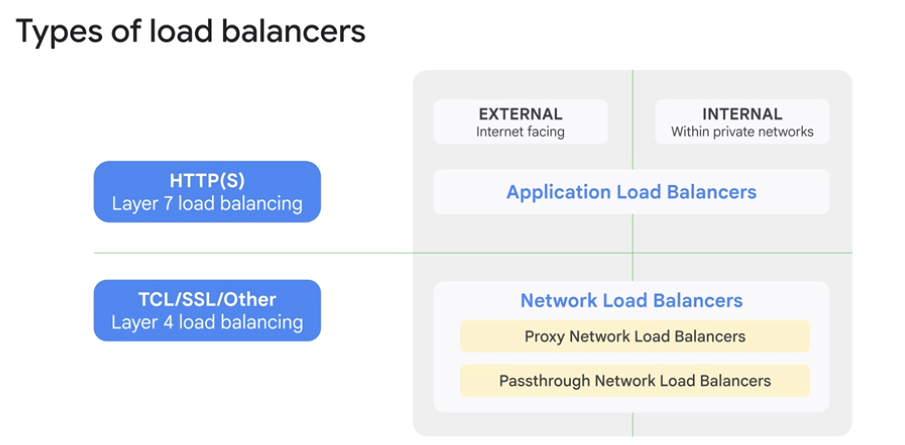 Types of load balancers
EXTERNAL
Internet facing
INTERNAL
Within private networks
HTTP(S)
Layer 7 load balancing
Application Load Balancers
TCL/SSL/Other
Layer 4 load balancing
Network Load Balancers
Proxy Network Load Balancers
Passthrough Network Load Balancers